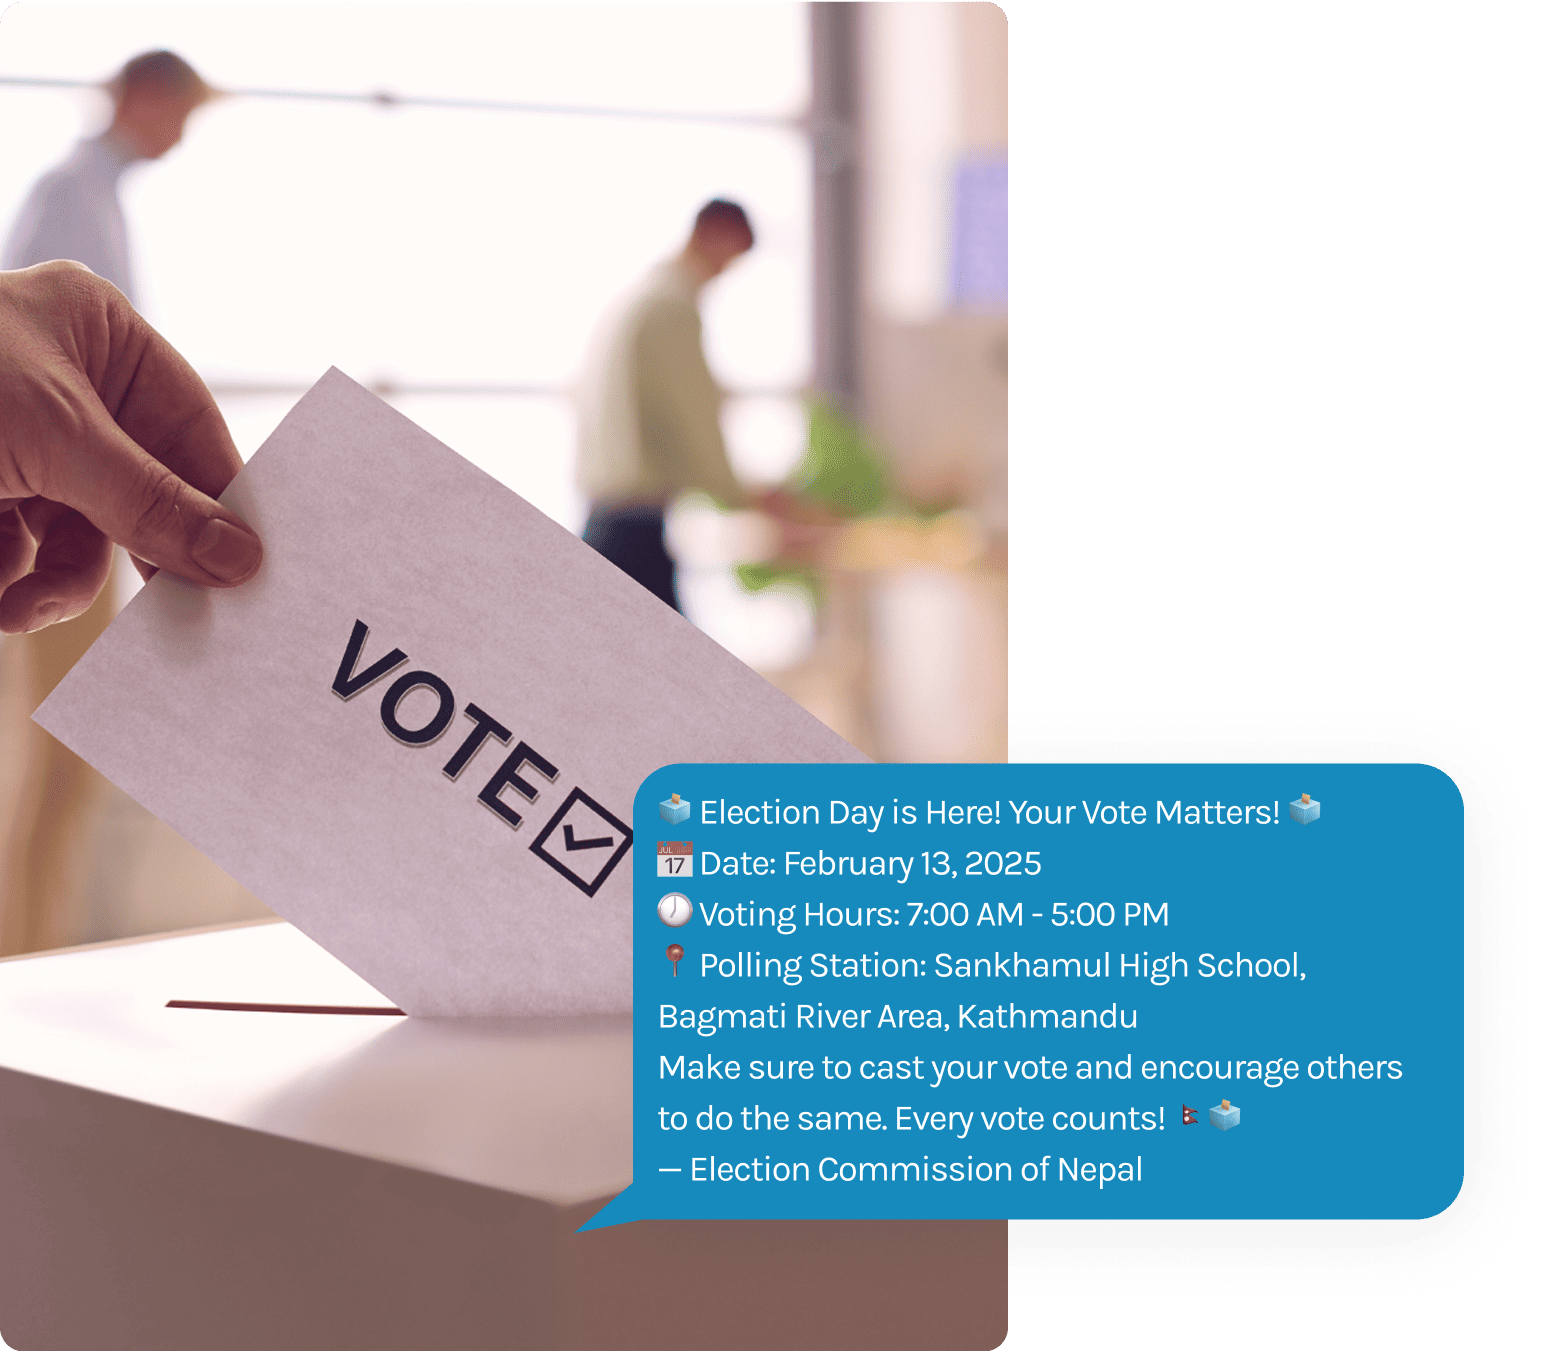 VOTE
🗳️ Election Day is Here! Your Vote Matters! 🗳️
📅 Date: February 13, 2025
🕖 Voting Hours: 7:00 AM - 5:00 PM
📍 Polling Station: Sankhamul High School,
Bagmati River Area, Kathmandu
Make sure to cast your vote and encourage others
to do the same. Every vote counts! 🇳🇵🗳️
— Election Commission of Nepal